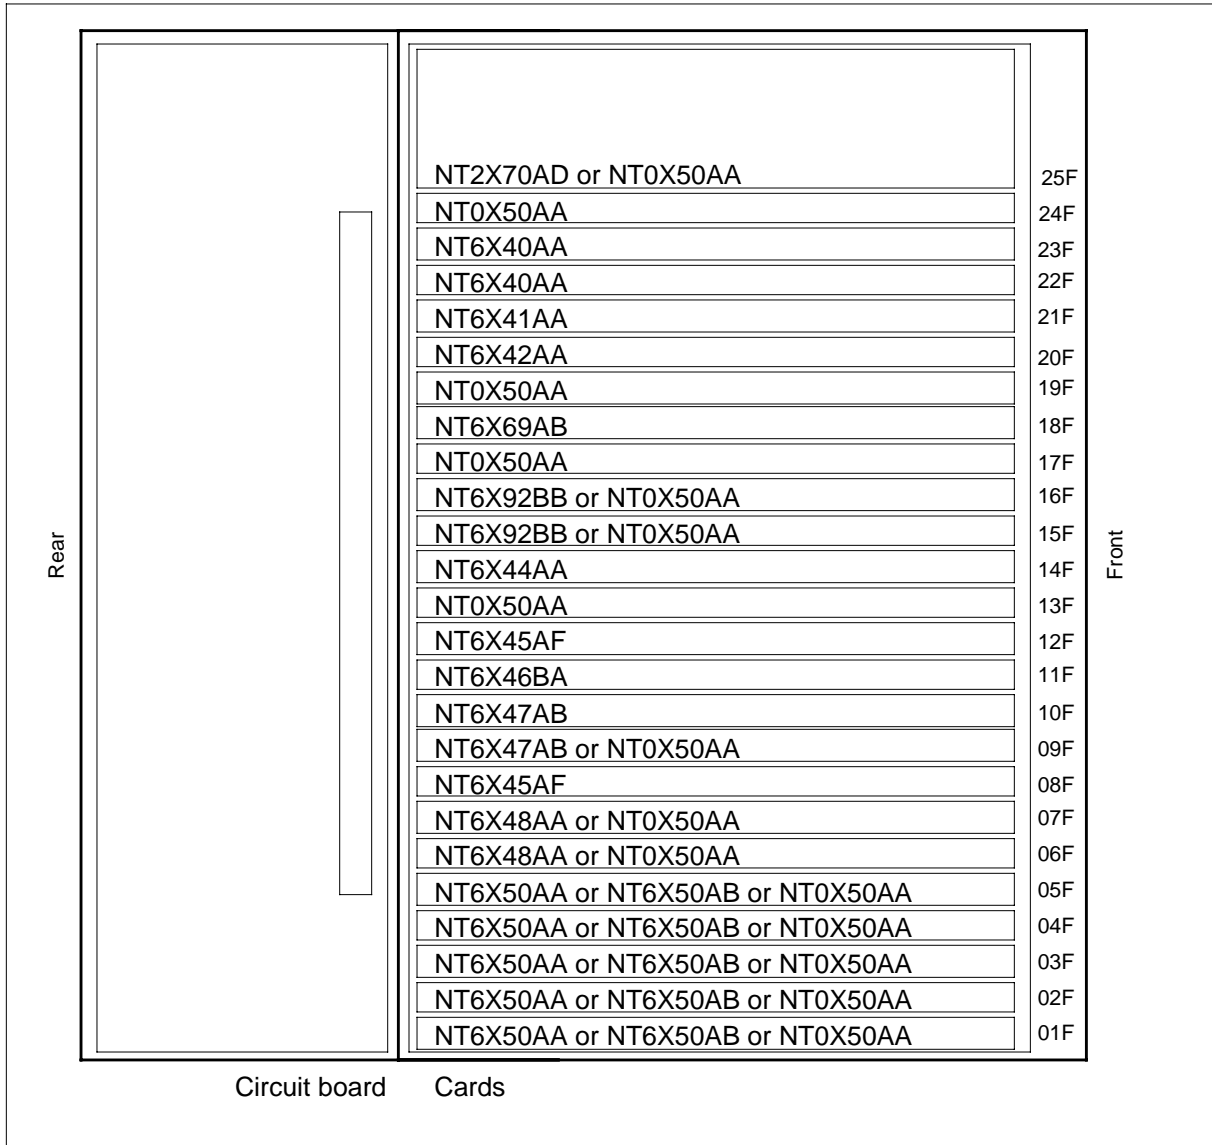 NT2X70AD or NT0X50AA 25F
NT0X50AA 24F
NT6X40AA 23F
NT6X40AA 22F
NT6X41AA 21F
NT6X42AA 20F
NT0X50AA 19F
NT6X69AB 18F
NT0X50AA 17F
NT6X92BB or NT0X50AA 16F
NT6X92BB or NT0X50AA 15F
Rear
Front
NT6X44AA 14F
NT0X50AA 13F
NT6X45AF 12F
NT6X46BA 11F
NT6X47AB 10F
NT6X47AB or NT0X50AA 09F
NT6X45AF 08F
NT6X48AA or NT0X50AA 07F
NT6X48AA or NT0X50AA 06F
NT6X50AA or NT6X50AB or NT0X50AA 05F
NT6X50AA or NT6X50AB or NT0X50AA 04F
NT6X50AA or NT6X50AB or NT0X50AA 03F
NT6X50AA or NT6X50AB or NT0X50AA 02F
NT6X50AA or NT6X50AB or NT0X50AA 01F
Circuit board Cards